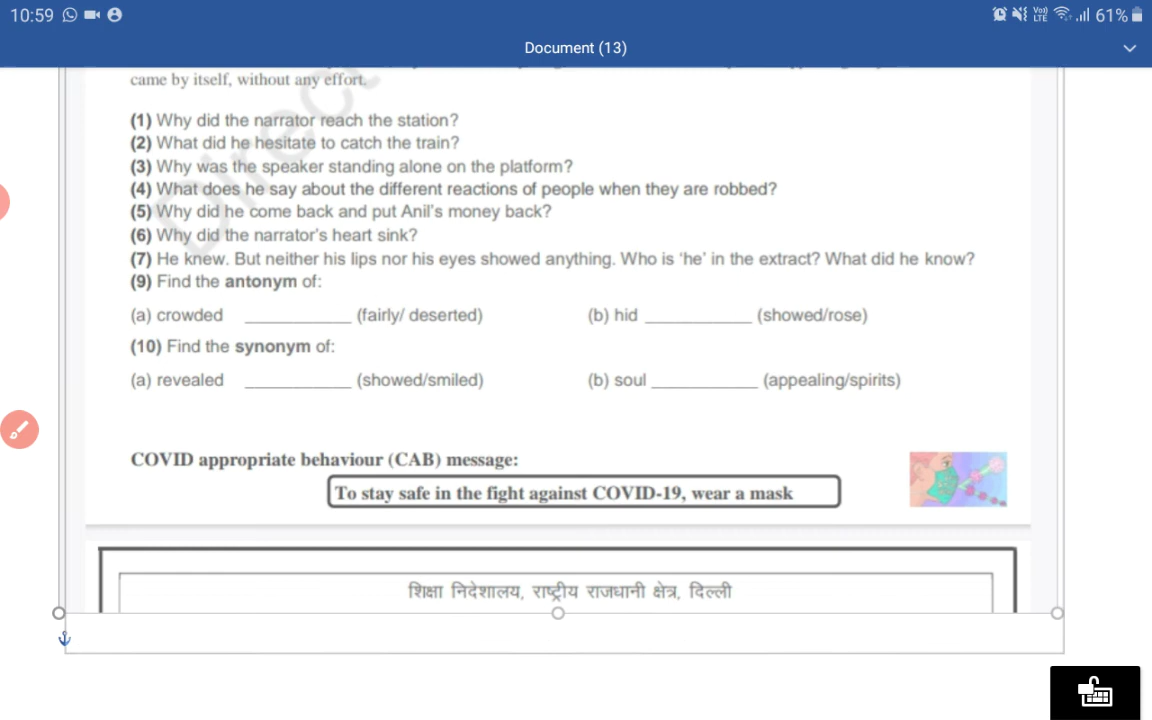 10:59 61%
Document (13)
came by itself, without any effort.
(1) Why did the narrator reach the station?
(2) What did he hesitate to catch the train?
(3) Why was the speaker standing alone on the platform?
(4) What does he say about the different reactions of people when they are robbed?
(5) Why did he come back and put Anil's money back?
(6) Why did the narrator's heart sink?
(7) He knew. But neither his lips nor his eyes showed anything. Who is 'he' in the extract? What did he know?
(9) Find the antonym of:
(a) crowded ____________ (fairly/ deserted) (b) hid ____________ (showed/rose)
(10) Find the synonym of:
(a) revealed ____________ (showed/smiled) (b) soul ____________ (appealing/spirits)
COVID appropriate behaviour (CAB) message:
To stay safe in the fight against COVID-19, wear a mask
शिक्षा निदेशालय, राष्ट्रीय राजधानी क्षेत्र, दिल्ली